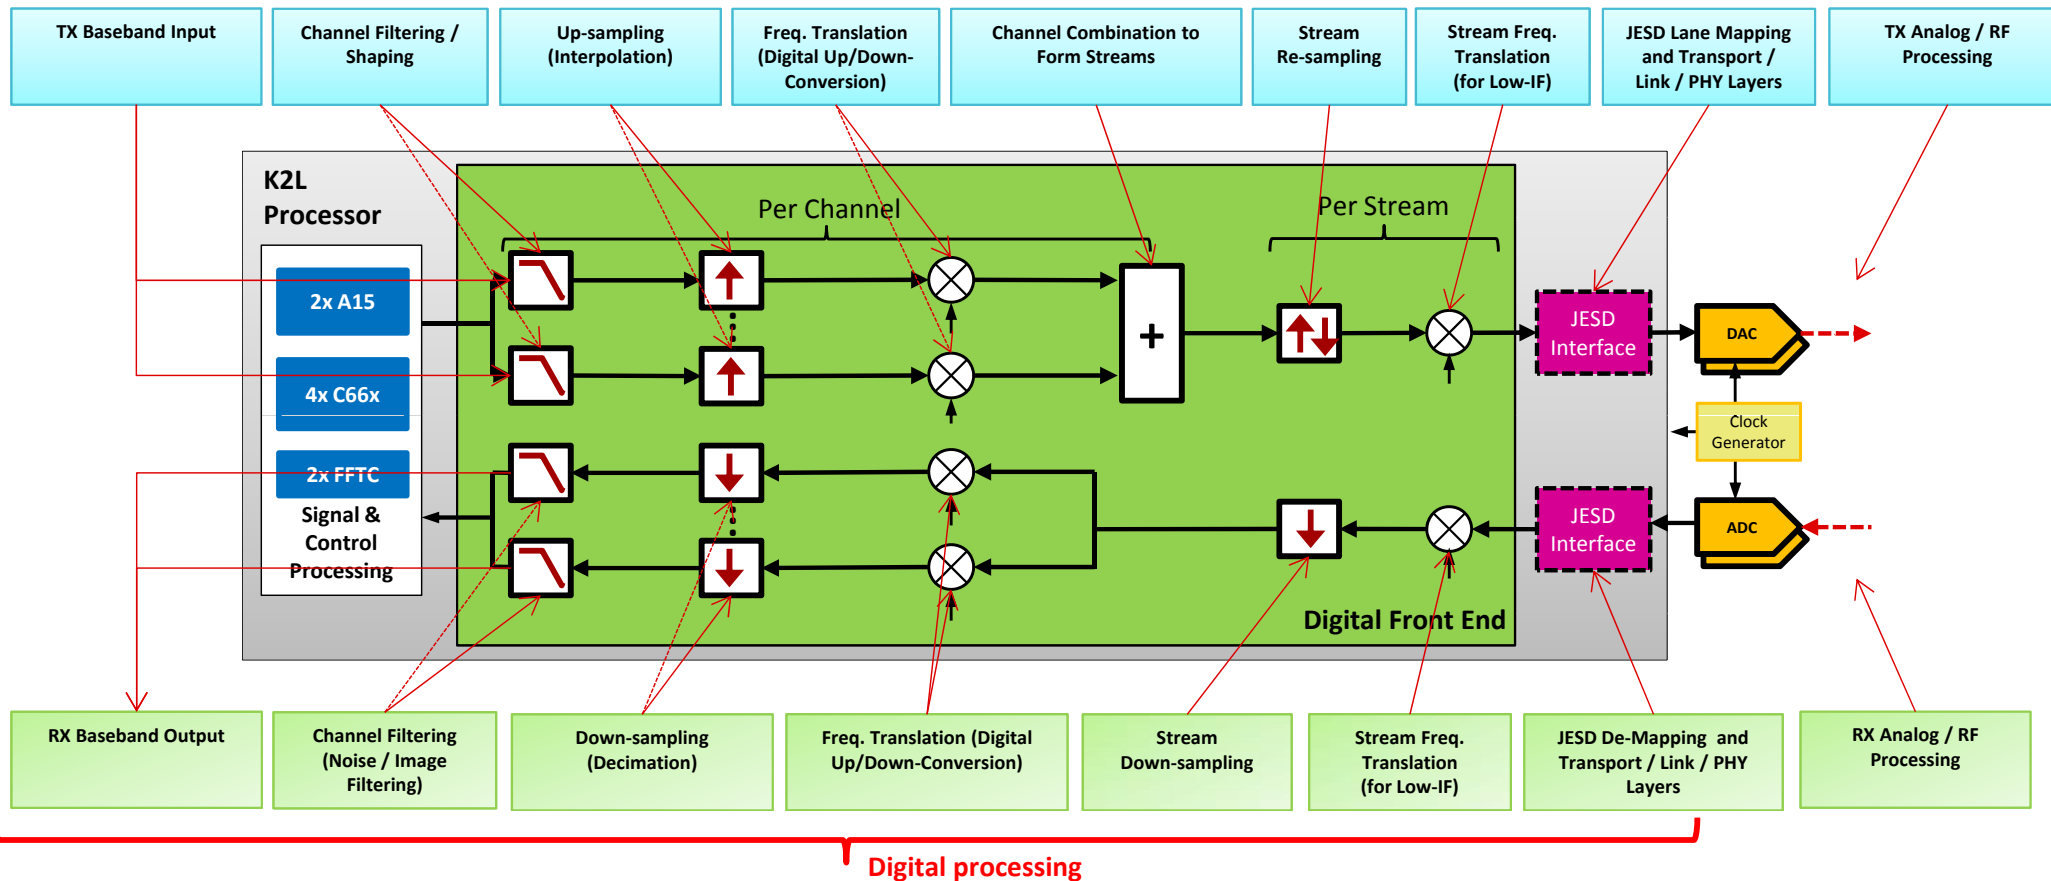 TX Baseband Input
Channel Filtering /
Shaping
Up-sampling
(Interpolation)
Freq. Translation
(Digital Up/Down-
Conversion)
Channel Combination to
Form Streams
Stream
Re-sampling
Stream Freq.
Translation
(for Low-IF)
JESD Lane Mapping
and Transport /
Link / PHY Layers
TX Analog / RF
Processing
K2L
Processor
Per Channel
Per Stream
2x A15
4x C66x
2x FFTC
Signal &
Control
Processing
+
JESD
Interface
DAC
Clock
Generator
JESD
Interface
ADC
Digital Front End
RX Baseband Output
Channel Filtering
(Noise / Image
Filtering)
Down-sampling
(Decimation)
Freq. Translation (Digital
Up/Down-Conversion)
Stream
Down-sampling
Stream Freq.
Translation
(for Low-IF)
JESD De-Mapping and
Transport / Link / PHY
Layers
RX Analog / RF
Processing
Digital processing